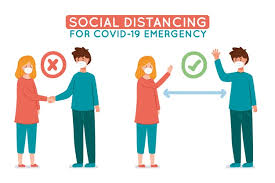 SOCIAL DISTANCING
FOR COVID-19 EMERGENCY